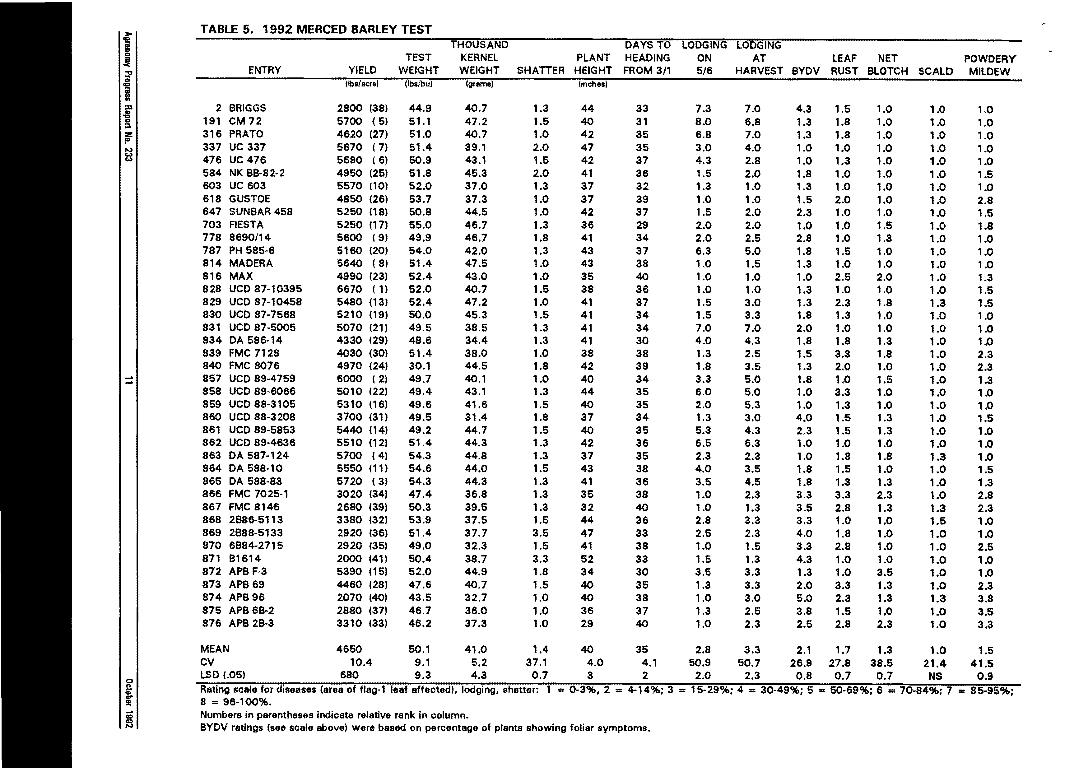 Agronomy Progress Report No. 233
11
October 1992
TABLE 5. 1992 MERCED BARLEY TEST
THOUSAND DAYS TO LODGING LODGING
TEST KERNEL PLANT HEADING ON AT LEAF NET POWDERY
ENTRY YIELD WEIGHT WEIGHT SHATTER HEIGHT FROM 3/1 5/6 HARVEST BYDV RUST BLOTCH SCALD MILDEW
(lbs/acre) (lbs/bu) (grams) (inches)
2 BRIGGS 2800 (38) 44.9 40.7 1.3 44 33 7.3 7.0 4.3 1.5 1.0 1.0 1.0
191 CM 72 5700 ( 5) 51.1 47.2 1.5 40 31 8.0 6.8 1.3 1.8 1.0 1.0 1.0
316 PRATO 4620 (27) 51.0 40.7 1.0 42 35 6.8 7.0 1.3 1.8 1.0 1.0 1.0
337 UC 337 5670 ( 7) 51.4 39.1 2.0 47 35 3.0 4.0 1.0 1.0 1.0 1.0 1.0
476 UC 476 5680 ( 6) 50.9 43.1 1.5 42 37 4.3 2.8 1.0 1.3 1.0 1.0 1.0
584 NK BB-82-2 4950 (25) 51.8 45.3 2.0 41 36 1.5 2.0 1.8 1.0 1.0 1.0 1.5
603 UC 603 5570 (10) 52.0 37.0 1.3 37 32 1.3 1.0 1.3 1.0 1.0 1.0 1.0
618 GUSTOE 4850 (26) 53.7 37.3 1.0 37 39 1.0 1.0 1.5 2.0 1.0 1.0 2.8
647 SUNBAR 458 5250 (18) 50.8 44.5 1.0 42 37 1.5 2.0 2.3 1.0 1.0 1.0 1.5
703 FIESTA 5250 (17) 55.0 46.7 1.3 36 29 2.0 2.0 1.0 1.0 1.5 1.0 1.8
778 8690/14 5600 ( 9) 49.9 46.7 1.8 41 34 2.0 2.5 2.8 1.0 1.3 1.0 1.0
787 PH 585-6 5160 (20) 54.0 42.0 1.3 43 37 6.3 5.0 1.8 1.5 1.0 1.0 1.0
814 MADERA 5640 ( 8) 51.4 47.5 1.0 43 38 1.0 1.5 1.3 1.0 1.0 1.0 1.0
816 MAX 4990 (23) 52.4 43.0 1.0 35 40 1.0 1.0 1.0 2.5 2.0 1.0 1.3
828 UCD 87-10395 6670 ( 1) 52.0 40.7 1.5 38 36 1.0 1.0 1.0 1.0 1.0 1.0 1.5
829 UCD 87-10458 5480 (13) 52.4 47.2 1.0 41 37 1.5 3.0 1.3 2.3 1.8 1.3 1.5
830 UCD 87-7568 5210 (19) 50.0 45.3 1.5 41 34 1.5 3.3 1.8 1.3 1.0 1.0 1.0
831 UCD 87-5005 5070 (21) 49.5 38.5 1.3 41 34 7.0 7.0 2.0 1.0 1.0 1.0 1.0
834 DA 586-14 4330 (29) 48.6 34.4 1.3 41 30 4.0 4.3 1.8 1.8 1.3 1.0 1.0
839 FMC 7129 4030 (30) 51.4 38.0 1.0 38 38 1.3 2.5 1.5 3.3 1.8 1.0 2.3
840 FMC 8076 4970 (24) 30.1 44.5 1.8 42 39 1.8 3.5 1.3 2.0 1.0 1.0 2.3
857 UCD 89-4759 6000 ( 2) 49.7 40.1 1.0 40 34 3.3 5.0 1.8 1.0 1.5 1.0 1.3
858 UCD 89-6066 5010 (22) 49.4 43.1 1.3 44 35 6.0 5.0 1.0 3.3 1.0 1.0 1.0
859 UCD 88-3105 5310 (16) 49.6 41.6 1.5 40 35 2.0 5.3 1.0 1.3 1.0 1.0 1.0
860 UCD 88-3208 3700 (31) 49.5 31.4 1.8 37 34 1.3 3.0 4.0 1.5 1.3 1.0 1.5
861 UCD 89-5853 5440 (14) 49.2 44.7 1.5 40 35 5.3 4.3 2.3 1.5 1.3 1.0 1.0
862 UCD 89-4636 5510 (12) 51.4 44.3 1.3 42 36 6.5 6.3 1.0 1.0 1.0 1.0 1.0
863 DA 587-124 5700 ( 4) 54.3 44.8 1.3 37 35 2.3 2.3 1.0 1.8 1.8 1.3 1.0
864 DA 588-10 5550 (11) 54.6 44.0 1.5 43 38 4.0 3.5 1.8 1.5 1.0 1.0 1.5
865 DA 588-83 5720 ( 3) 54.3 44.3 1.3 41 36 3.5 4.5 1.8 1.3 1.3 1.0 1.3
866 FMC 7025-1 3020 (34) 47.4 36.8 1.3 35 38 1.0 2.3 3.3 3.3 2.3 1.0 2.8
867 FMC 8146 2680 (39) 50.3 39.5 1.3 32 40 1.0 1.3 3.5 2.8 1.3 1.3 2.3
868 2B86-5113 3380 (32) 53.9 37.5 1.5 44 36 2.8 2.3 3.3 1.0 1.0 1.5 1.0
869 2B88-5133 2920 (36) 51.4 37.7 3.5 47 33 2.5 2.3 4.0 1.8 1.0 1.0 1.0
870 6B84-2715 2920 (35) 49.0 32.3 1.5 41 38 1.0 1.5 3.3 2.8 1.0 1.0 2.5
871 B1614 2000 (41) 50.4 38.7 3.3 52 33 1.5 1.3 4.3 1.0 1.0 1.0 1.0
872 APB F-3 5390 (15) 52.0 44.9 1.8 34 30 3.5 3.3 1.3 1.0 3.5 1.0 1.0
873 APB 69 4460 (28) 47.6 40.7 1.5 40 35 1.3 3.3 2.0 3.3 1.3 1.0 2.3
874 APB 96 2070 (40) 43.5 32.7 1.0 40 38 1.0 3.0 5.0 2.3 1.3 1.3 3.8
875 APB 6B-2 2880 (37) 46.7 36.0 1.0 36 37 1.3 2.5 3.8 1.5 1.0 1.0 3.5
876 APB 2B-3 3310 (33) 46.2 37.3 1.0 29 40 1.0 2.3 2.5 2.8 2.3 1.0 3.3
MEAN 4650 50.1 41.0 1.4 40 35 2.8 3.3 2.1 1.7 1.3 1.0 1.5
CV 10.4 9.1 5.2 37.1 4.0 4.1 50.9 50.7 26.9 27.8 38.5 21.4 41.5
LSD (.05) 680 9.3 4.3 0.7 3 2 2.0 2.3 0.8 0.7 0.7 NS 0.9
Rating scale for diseases (area of flag-1 leaf affected), lodging, shatter: 1 = 0-3%, 2 = 4-14%; 3 = 15-29%; 4 = 30-49%; 5 = 50-69%; 6 = 70-84%; 7 = 85-95%;
8 = 96-100%.
Numbers in parentheses indicate relative rank in column.
BYDV ratings (see scale above) were based on percentage of plants showing foliar symptoms.